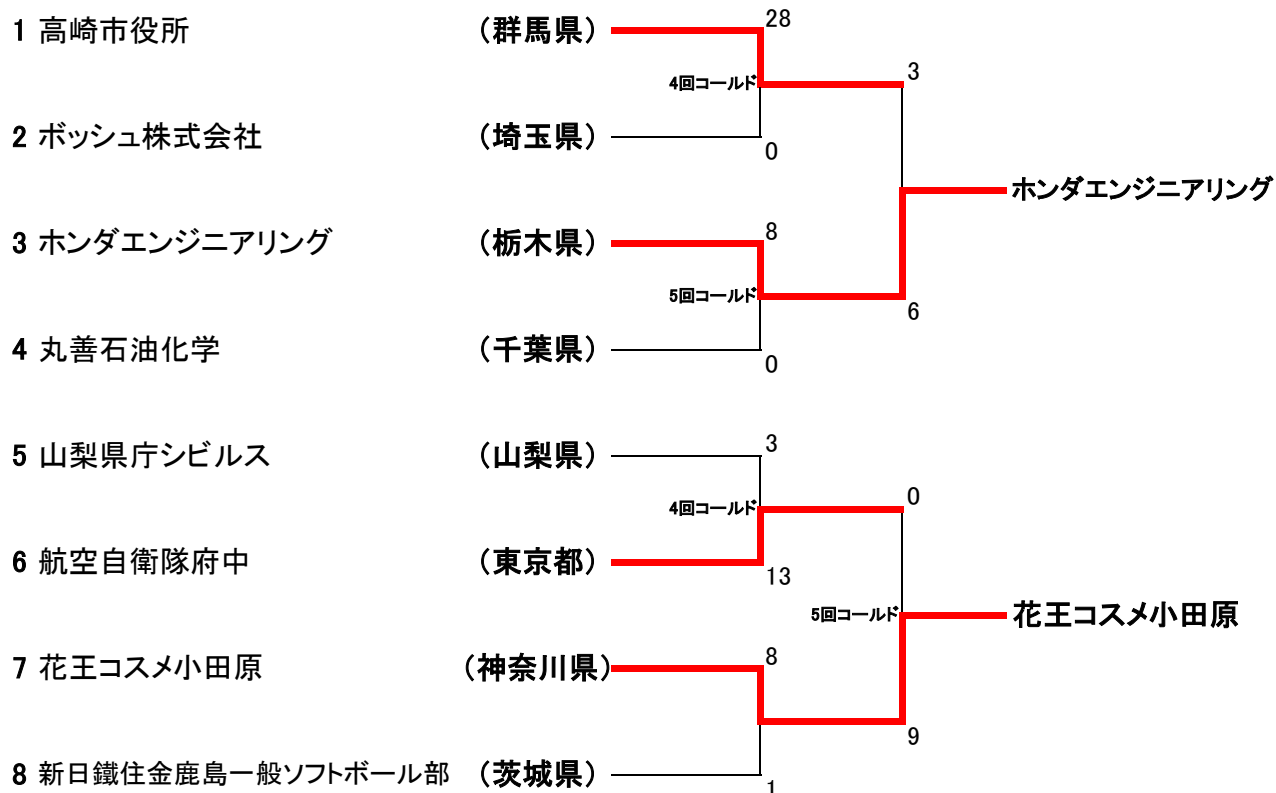 1 高崎市役所 （群馬県） 28
4回コールド 3
2 ボッシュ株式会社 （埼玉県） 0
ホンダエンジニアリング
3 ホンダエンジニアリング （栃木県） 8
5回コールド 6
4 丸善石油化学 （千葉県） 0
5 山梨県庁シビルス （山梨県） 3
4回コールド 0
6 航空自衛隊府中 （東京都） 13
5回コールド 花王コスメ小田原
7 花王コスメ小田原 （神奈川県） 8
9
8 新日鐵住金鹿島一般ソフトボール部 （茨城県） 1